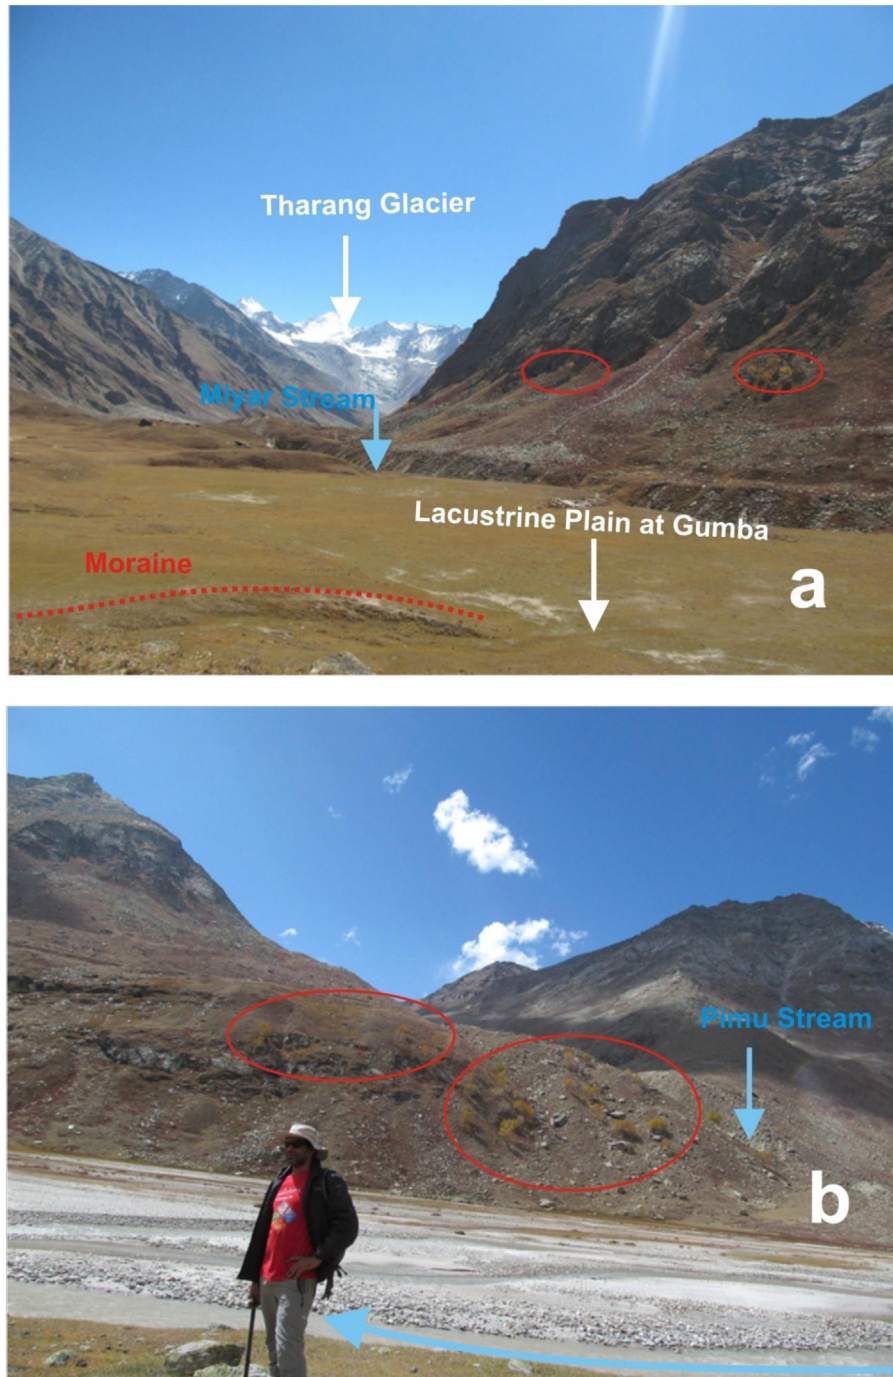 Tharang Glacier
Miyar Stream
Lacustrine Plain at Gumba
Moraine
a
Pimu Stream
b